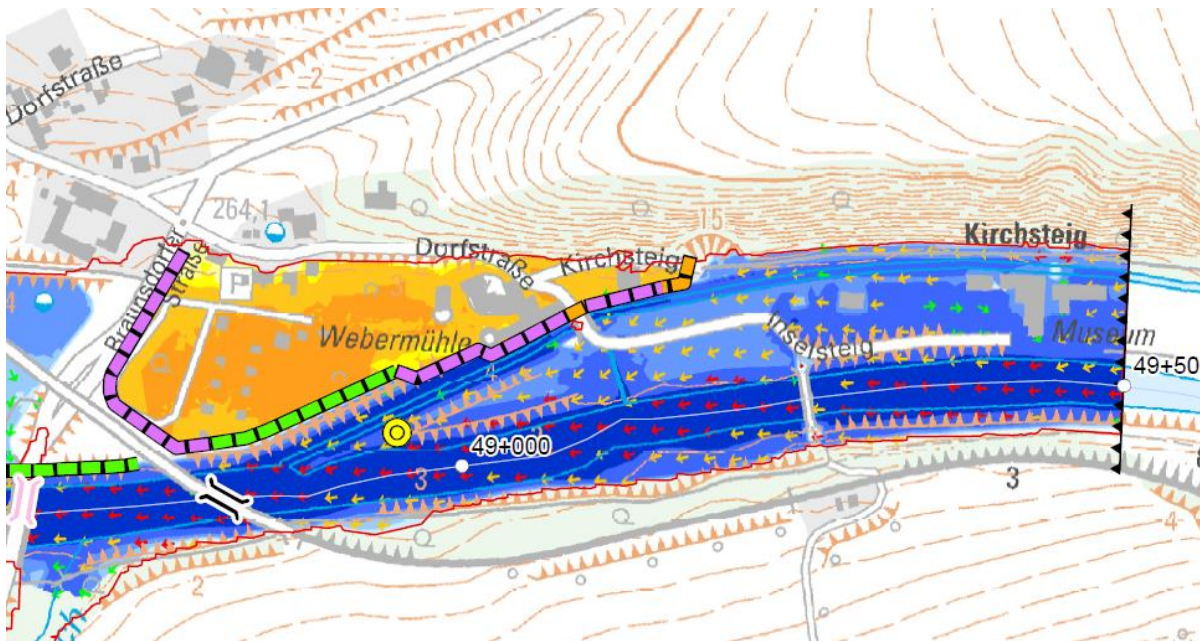 Dorfstraße
2
4
264,1
15
Braunsdorfer
Straße
P
Dorfstraße
Kirchsteig
Kirchsteig
4
Webermühle
4
Inselsteig
Museum
49+50
49+000
3
3
4
2